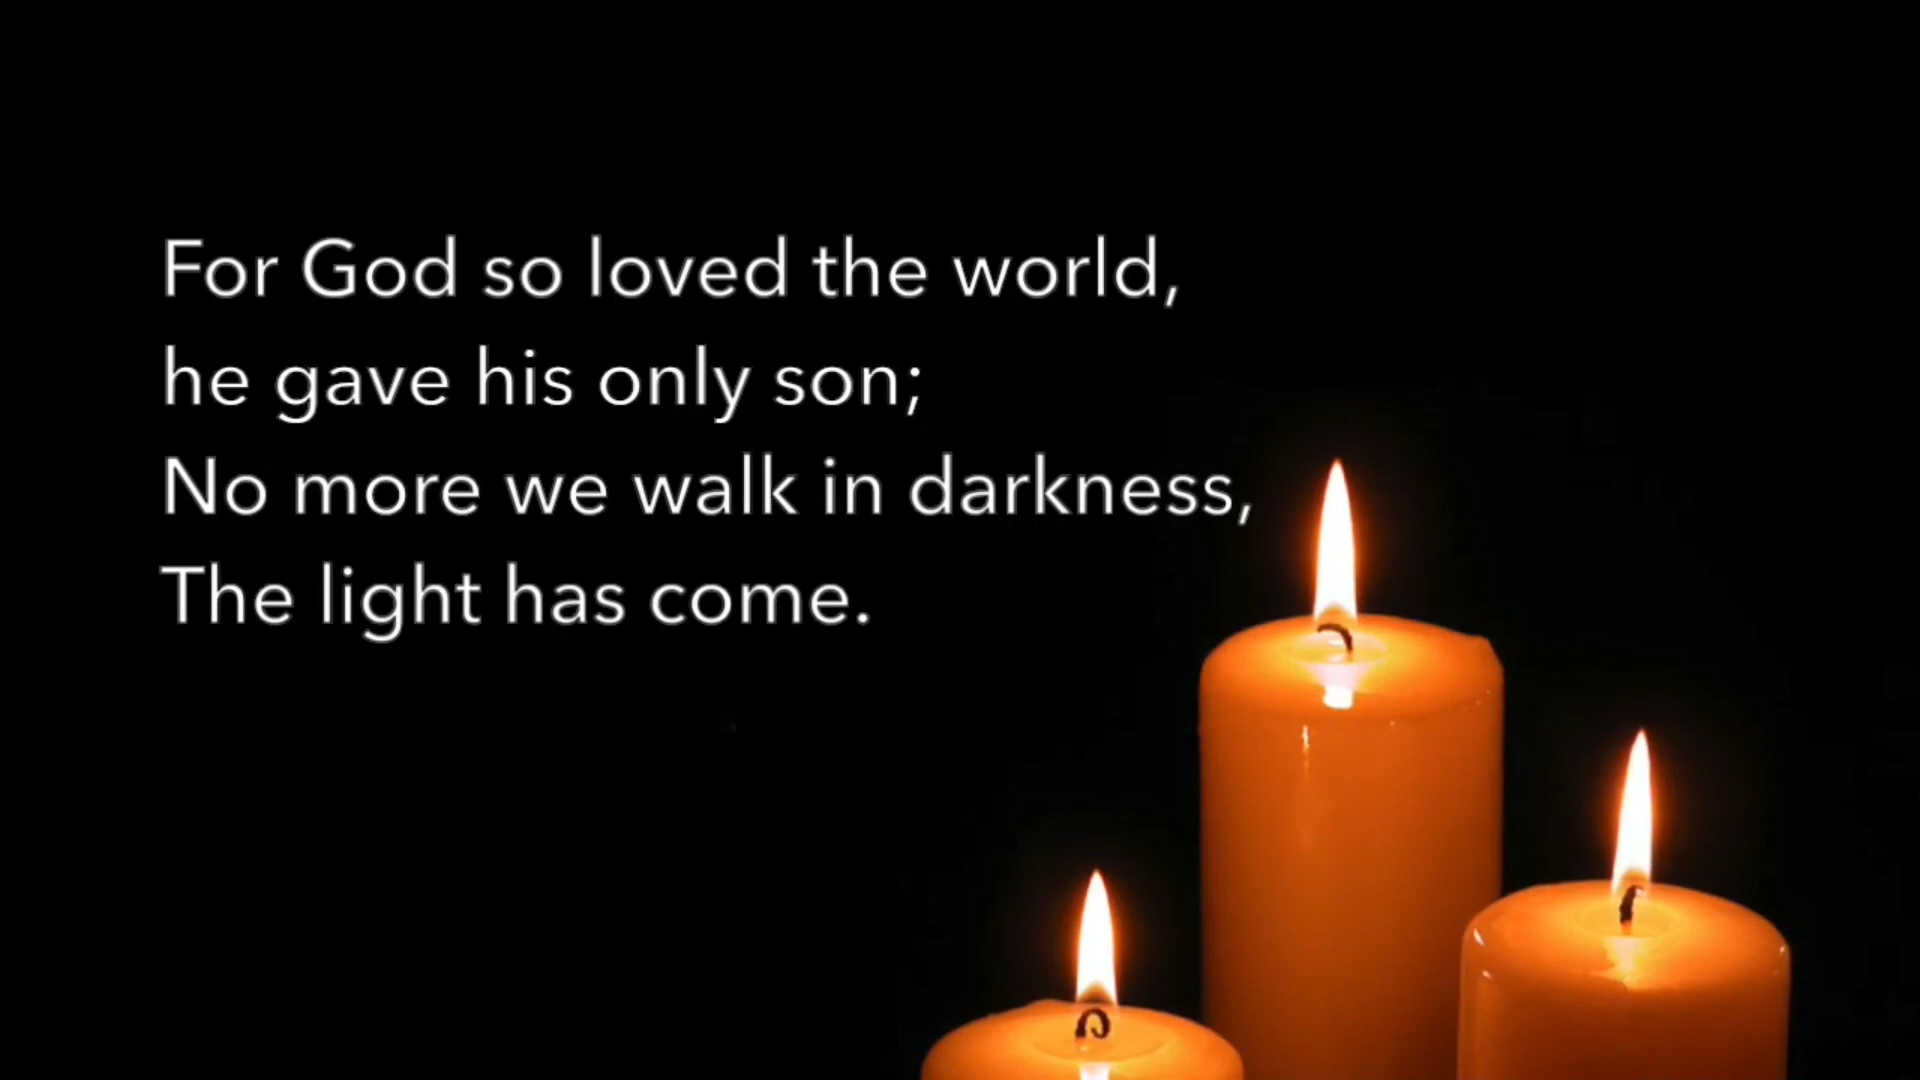 For God so loved the world,
he gave his only son;
No more we walk in darkness,
The light has come.